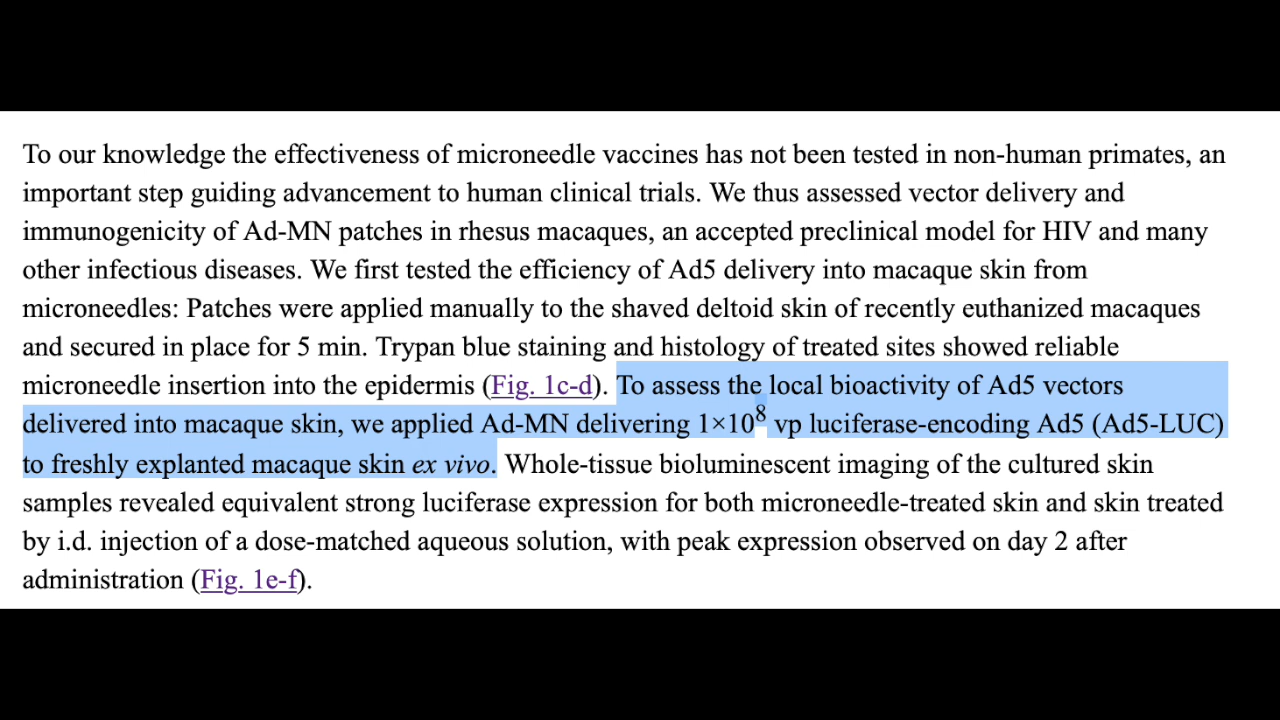 To our knowledge the effectiveness of microneedle vaccines has not been tested in non-human primates, an
important step guiding advancement to human clinical trials. We thus assessed vector delivery and
immunogenicity of Ad-MN patches in rhesus macaques, an accepted preclinical model for HIV and many
other infectious diseases. We first tested the efficiency of Ad5 delivery into macaque skin from
microneedles: Patches were applied manually to the shaved deltoid skin of recently euthanized macaques
and secured in place for 5 min. Trypan blue staining and histology of treated sites showed reliable
microneedle insertion into the epidermis (Fig. 1c-d). To assess the local bioactivity of Ad5 vectors
delivered into macaque skin, we applied Ad-MN delivering 1×10⁸ vp luciferase-encoding Ad5 (Ad5-LUC)
to freshly explanted macaque skin ex vivo. Whole-tissue bioluminescent imaging of the cultured skin
samples revealed equivalent strong luciferase expression for both microneedle-treated skin and skin treated
by i.d. injection of a dose-matched aqueous solution, with peak expression observed on day 2 after
administration (Fig. 1e-f).